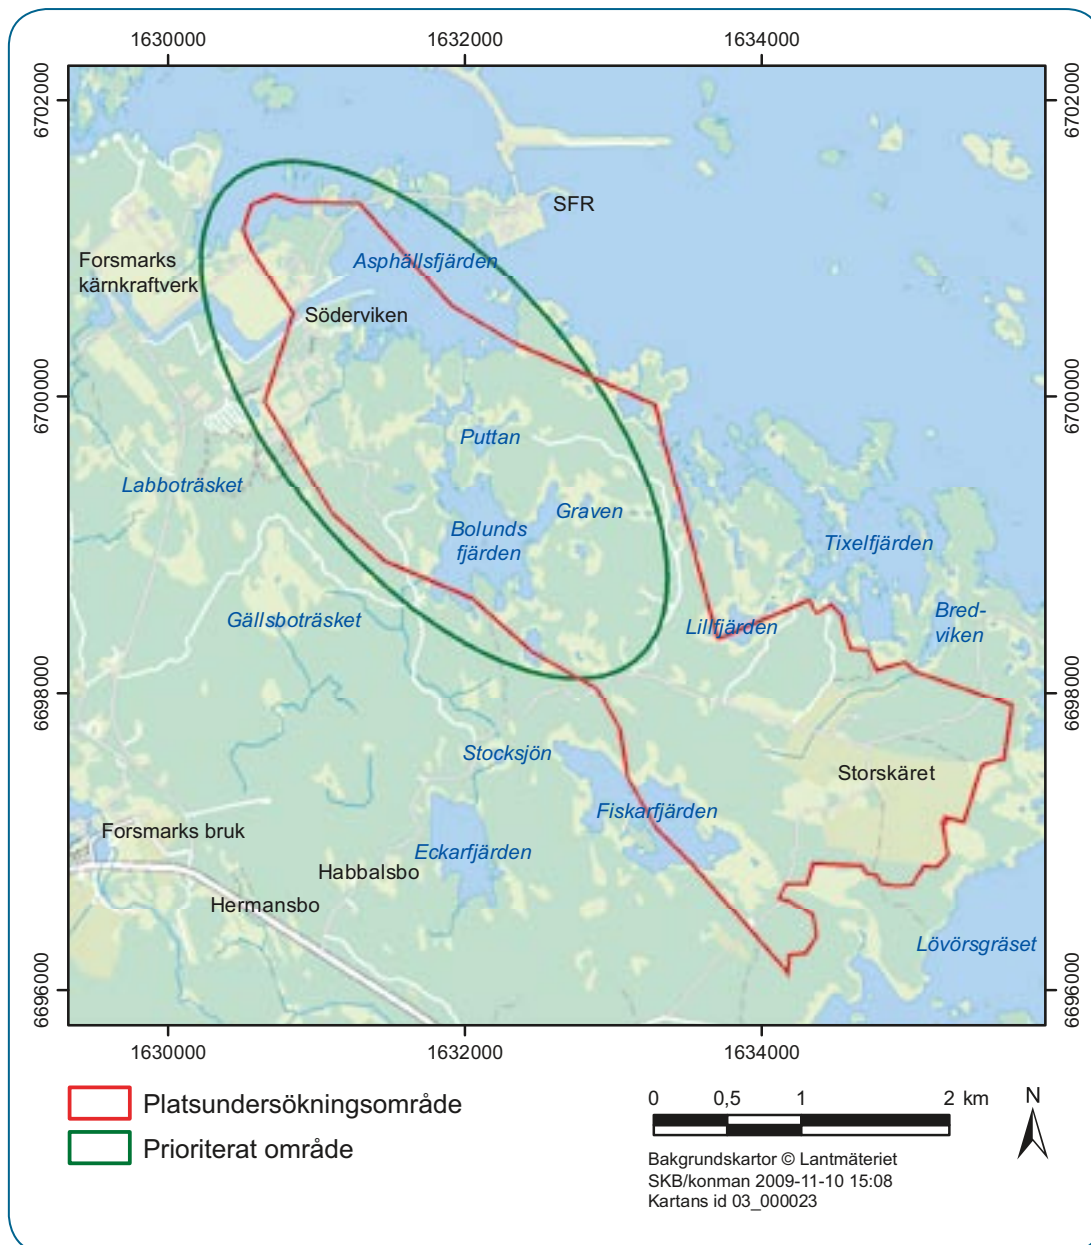 1630000
1632000
1634000
6702000
6702000
SFR
Forsmarks
kärnkraftverk
Asphällsfjärden
Söderviken
6700000
6700000
Puttan
Labboträsket
Graven
Bolunds
fjärden
Tixelfjärden
Gällsboträsket
Lillfjärden
Bred-
viken
6698000
6698000
Stocksjön
Storskäret
Fiskarfjärden
Forsmarks bruk
Eckarfjärden
Habbalsbo
Hermansbo
Lövörsgräset
6696000
6696000
1630000
1632000
1634000
Platsundersökningsområde
Prioriterat område
0 0,5 1 2 km
N
Bakgrundskartor © Lantmäteriet
SKB/konman 2009-11-10 15:08
Kartans id 03_000023